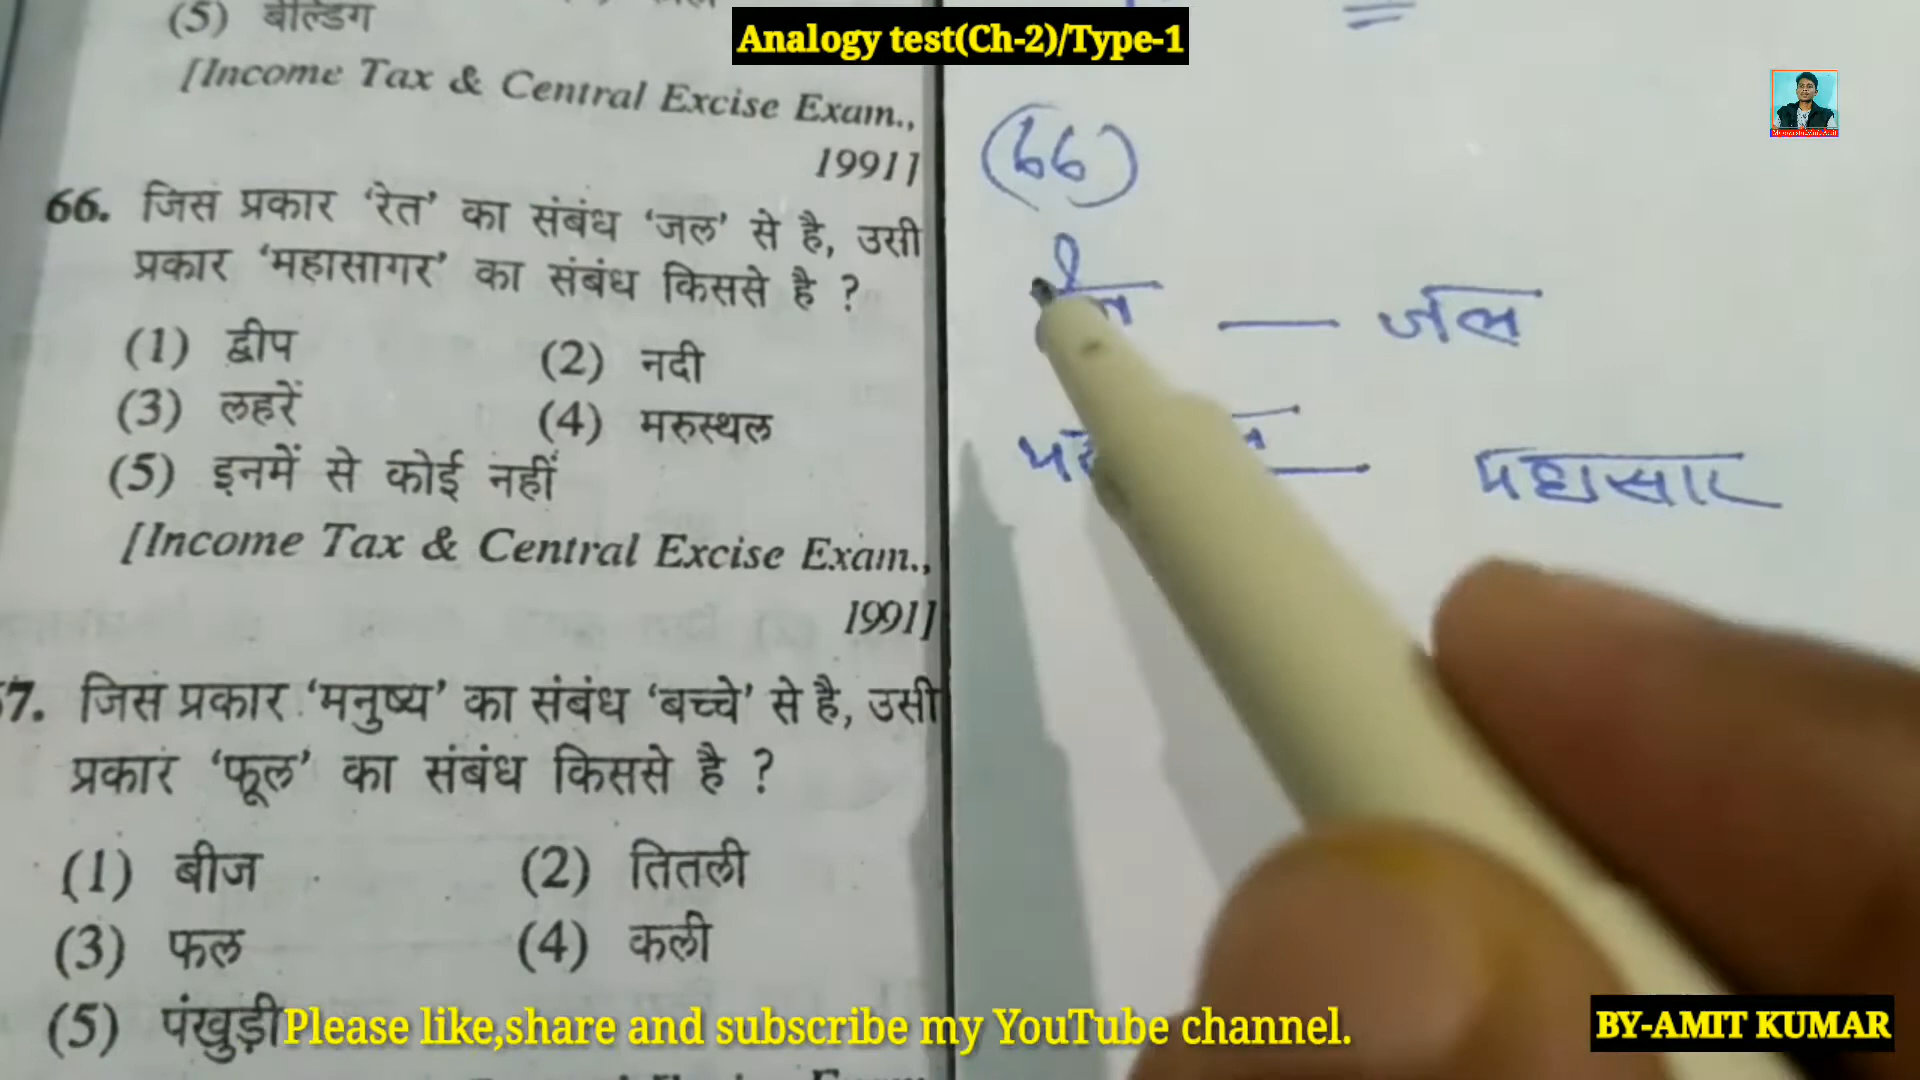 Analogy test(Ch-2)/Type-1
(5) बेल्डिंग
[Income Tax & Central Excise Exam.,
1991]
66. जिस प्रकार ‘रेत’ का संबंध ‘जल’ से है, उसी
प्रकार ‘महासागर’ का संबंध किससे है ?
(1) द्वीप (2) नदी
(3) लहरें (4) मरुस्थल
(5) इनमें से कोई नहीं
[Income Tax & Central Excise Exam.,
1991]
7. जिस प्रकार ‘मनुष्य’ का संबंध ‘बच्चे’ से है, उसी
प्रकार ‘फूल’ का संबंध किससे है ?
(1) बीज (2) तितली
(3) फल (4) कली
(5) पंखुड़ी
(66)
— जल
— महासार
Please like,share and subscribe my YouTube channel.
BY-AMIT KUMAR